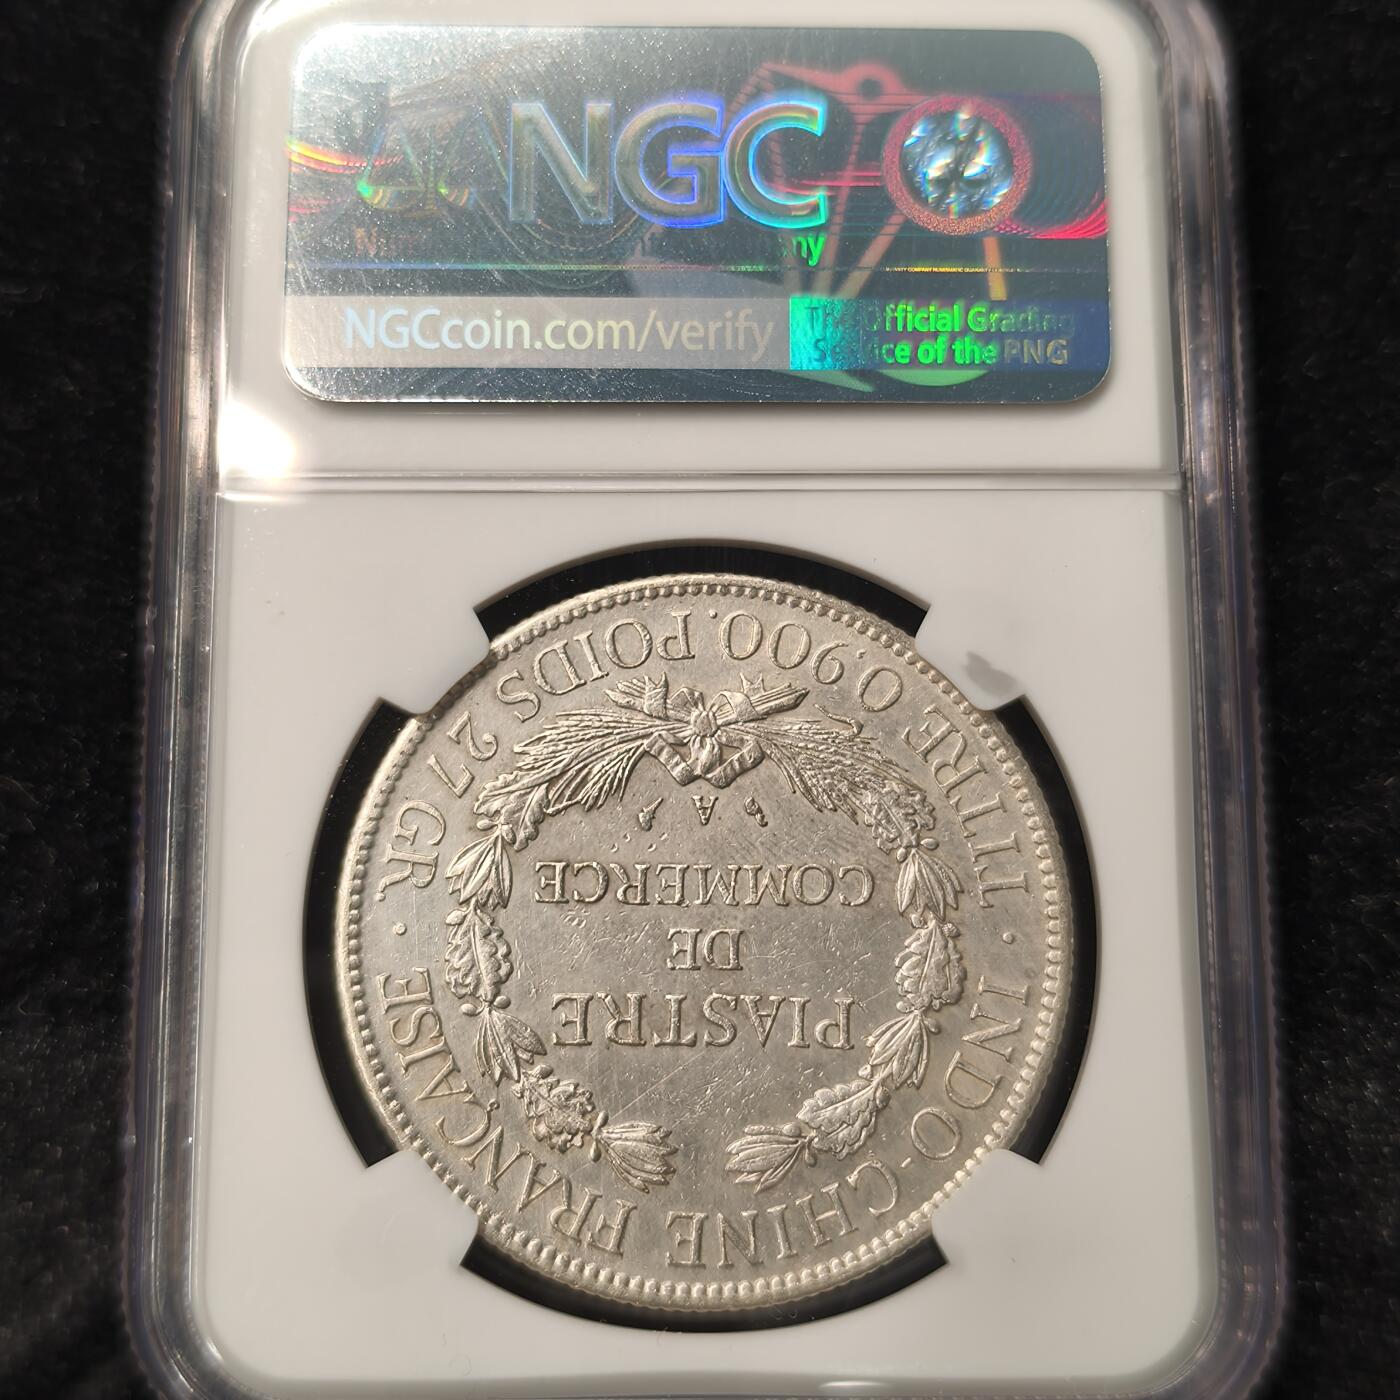 NGC
NGCcoin.com/verify
The Official Grading
Service of the PNG
INDO-CHINE FRANÇAISE
PIASTRE
DE
COMMERCE
A
TITRE 0,900. POIDS 27 GR.